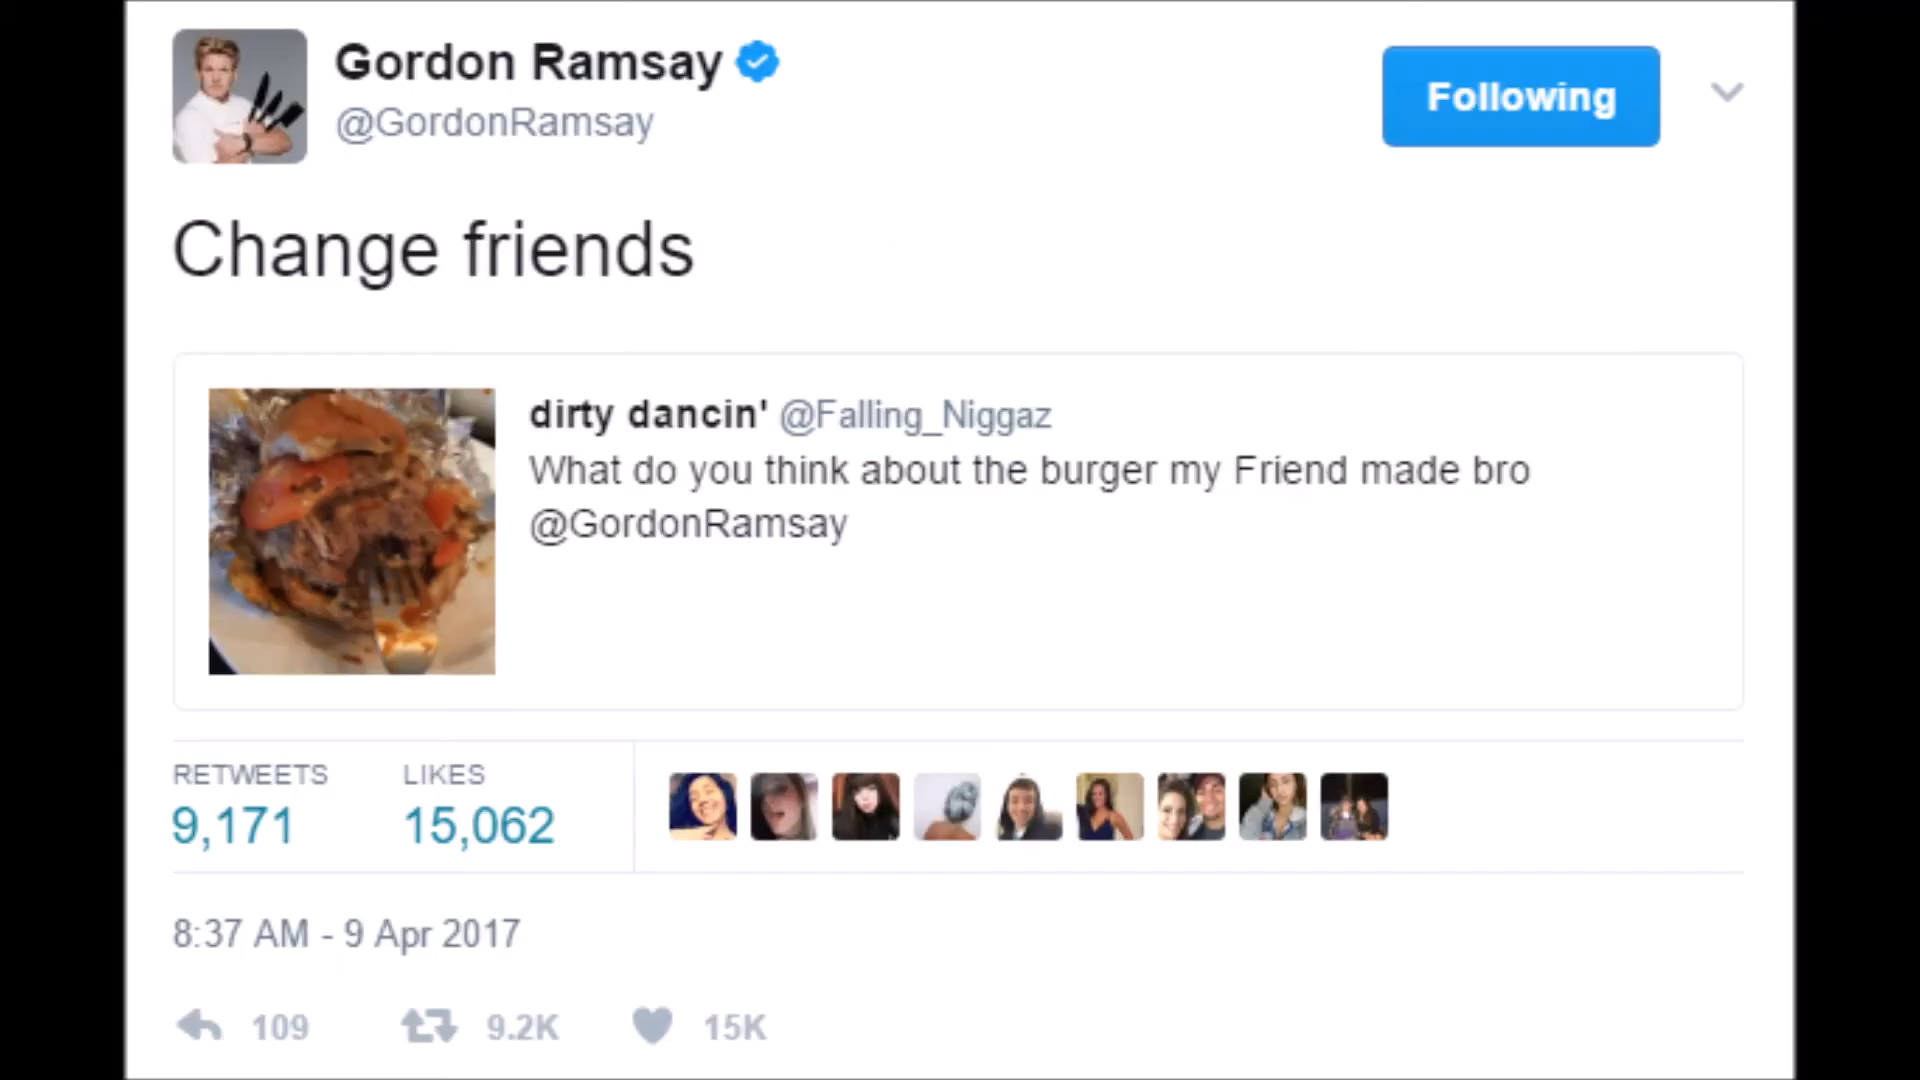 Gordon Ramsay
@GordonRamsay
Following
Change friends
dirty dancin' @Falling_Niggaz
What do you think about the burger my Friend made bro
@GordonRamsay
RETWEETS LIKES
9,171 15,062
8:37 AM - 9 Apr 2017
109 9.2K 15K